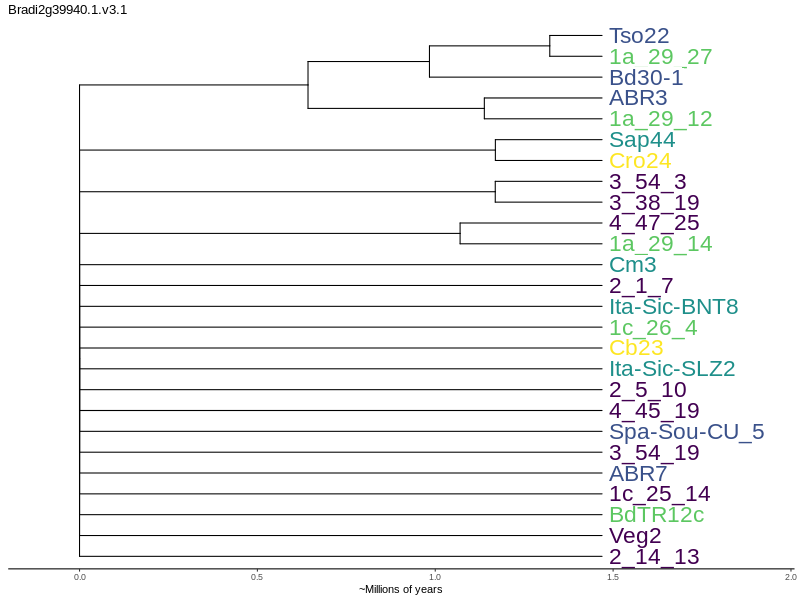 Bradi2g39940.1.v3.1
Tso22
1a_29_27
Bd30-1
ABR3
1a_29_12
Sap44
Cro24
3_54_3
3_38_19
4_47_25
1a_29_14
Cm3
2_1_7
Ita-Sic-BNT8
1c_26_4
Cb23
Ita-Sic-SLZ2
2_5_10
4_45_19
Spa-Sou-CU_5
3_54_19
ABR7
1c_25_14
BdTR12c
Veg2
2_14_13
0.0 0.5 1.0 1.5 2.0
~Millions of years